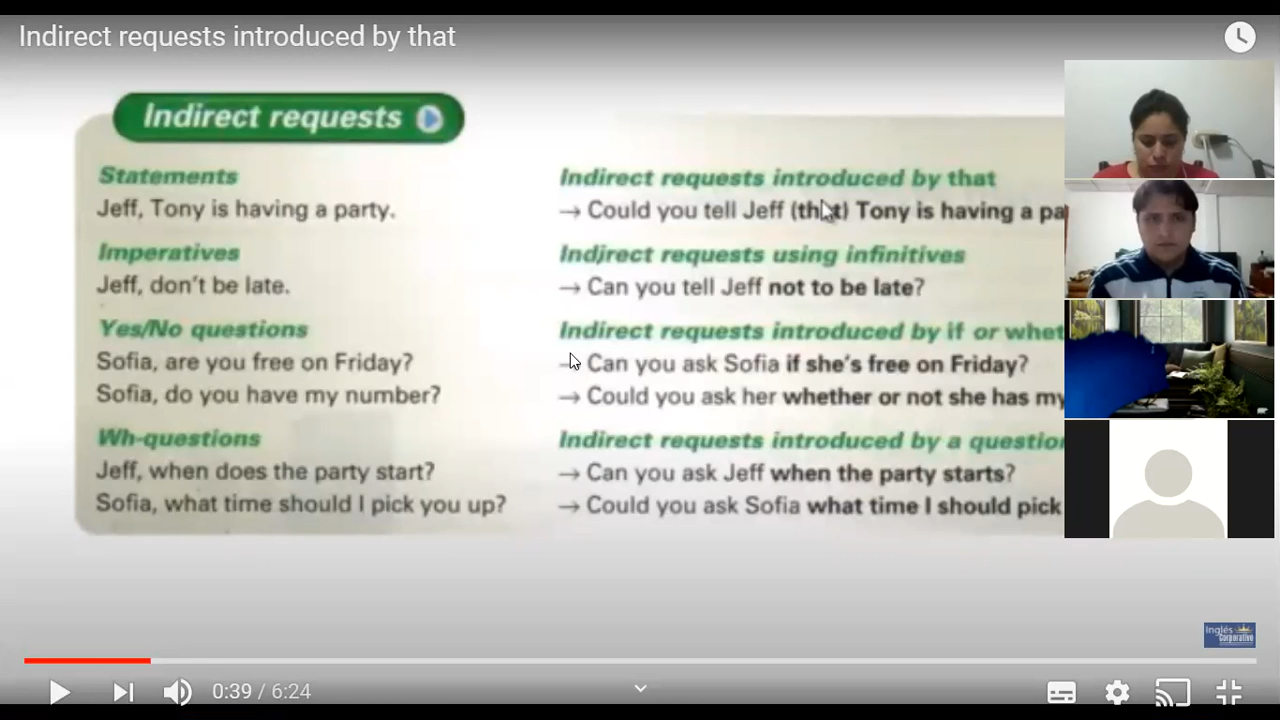 Indirect requests introduced by that
Indirect requests
Statements
Indirect requests introduced by that
Jeff, Tony is having a party.
→ Could you tell Jeff (that) Tony is having a pa
Imperatives
Indirect requests using infinitives
Jeff, don't be late.
→ Can you tell Jeff not to be late?
Yes/No questions
Indirect requests introduced by if or whet
Sofia, are you free on Friday?
→ Can you ask Sofia if she's free on Friday?
Sofia, do you have my number?
→ Could you ask her whether or not she has my
Wh-questions
Indirect requests introduced by a question
Jeff, when does the party start?
→ Can you ask Jeff when the party starts?
Sofia, what time should I pick you up?
→ Could you ask Sofia what time I should pick
Inglés
Corporativo
0:39 / 6:24